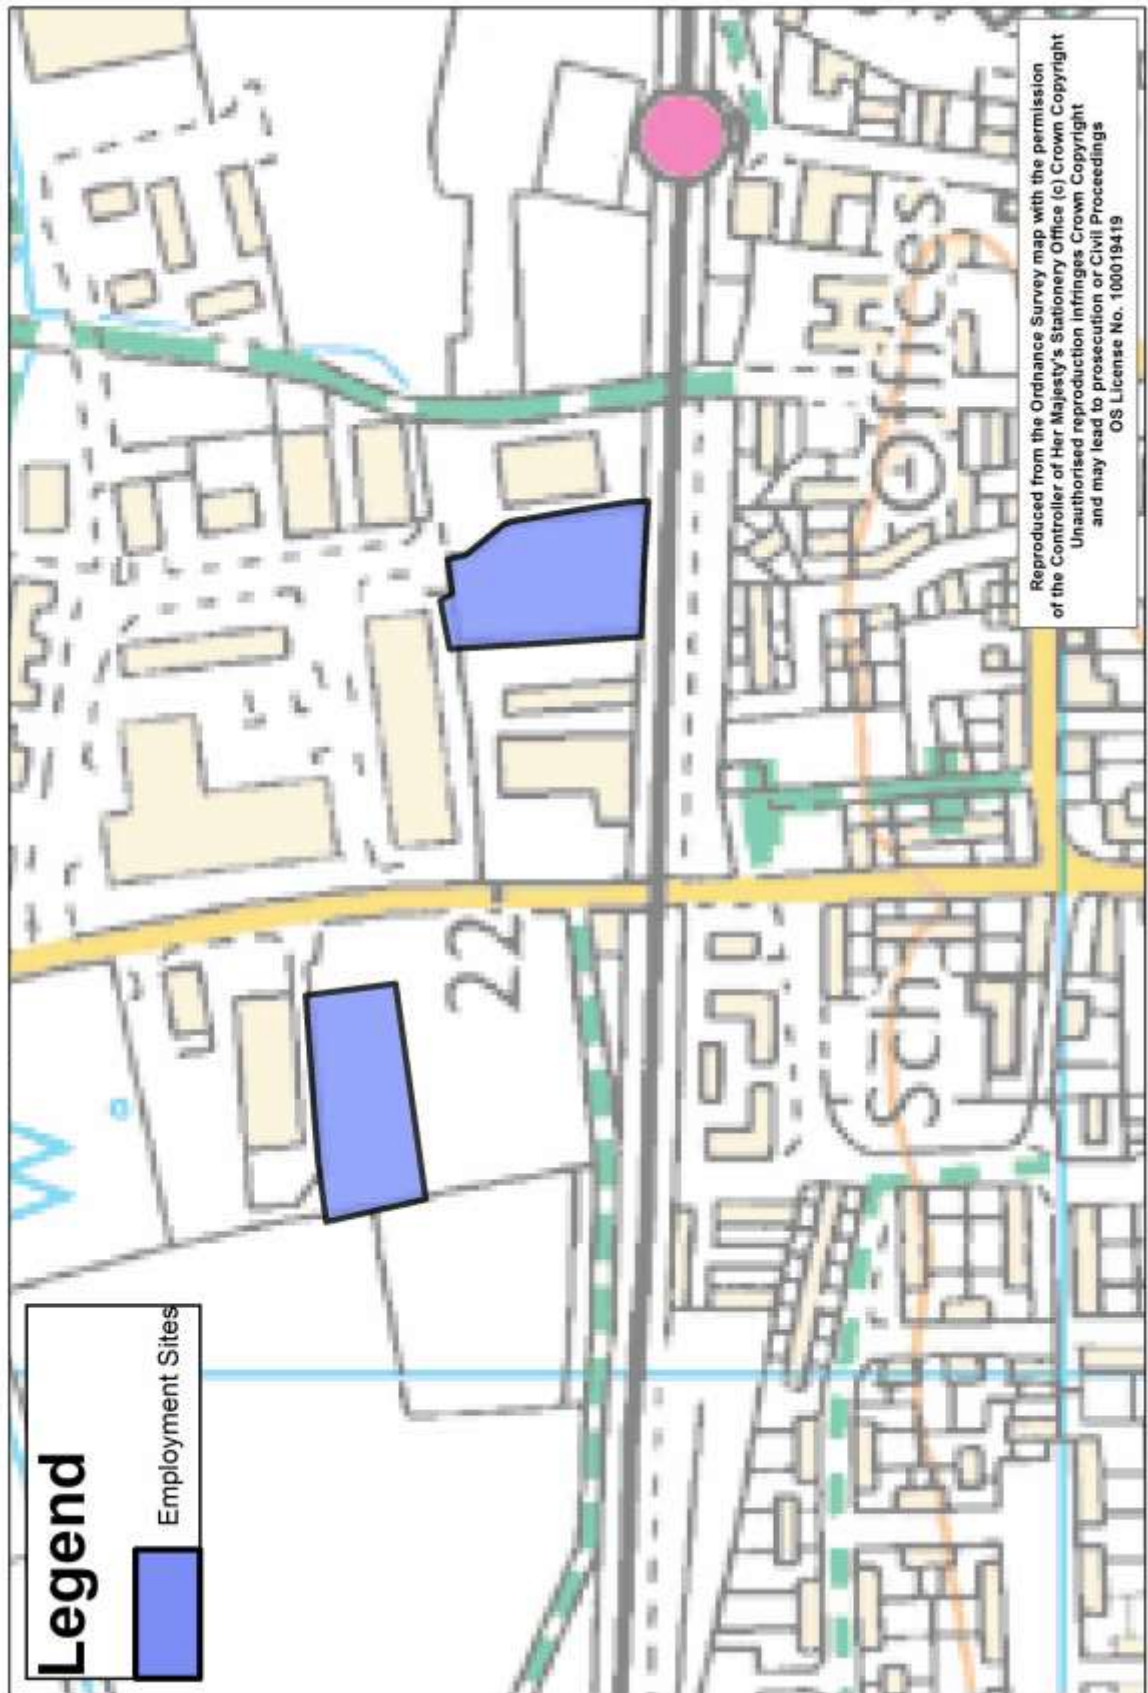 Legend
Employment Sites
22
Sch
Reproduced from the Ordnance Survey map with the permission
of the Controller of Her Majesty's Stationery Office (c) Crown Copyright
Unauthorised reproduction infringes Crown Copyright
and may lead to prosecution or Civil Proceedings
OS License No. 100019419